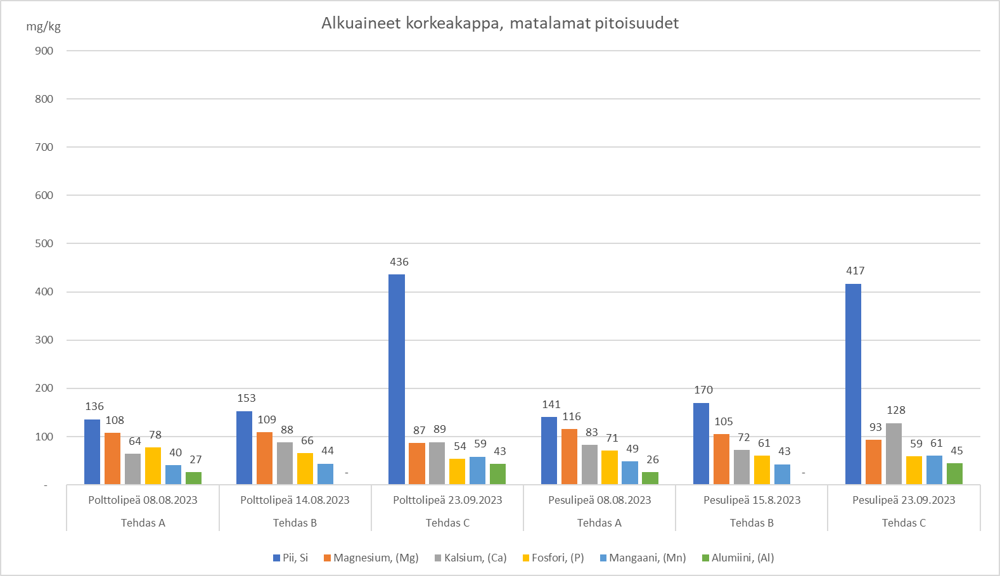 Alkuaineet korkeakappa, matalamat pitoisuudet
mg/kg
900
800
700
600
500
400
300
200
100
-
136 108 64 78 40 27
153 109 88 66 44 -
436 87 89 54 59 43
141 116 83 71 49 26
170 105 72 61 43 -
417 93 128 59 61 45
Polttolipeä 08.08.2023 Polttolipeä 14.08.2023 Polttolipeä 23.09.2023 Pesulipeä 08.08.2023 Pesulipeä 15.8.2023 Pesulipeä 23.09.2023
Tehdas A Tehdas B Tehdas C Tehdas A Tehdas B Tehdas C
Pii, Si Magnesium, (Mg) Kalsium, (Ca) Fosfori, (P) Mangaani, (Mn) Alumiini, (Al)